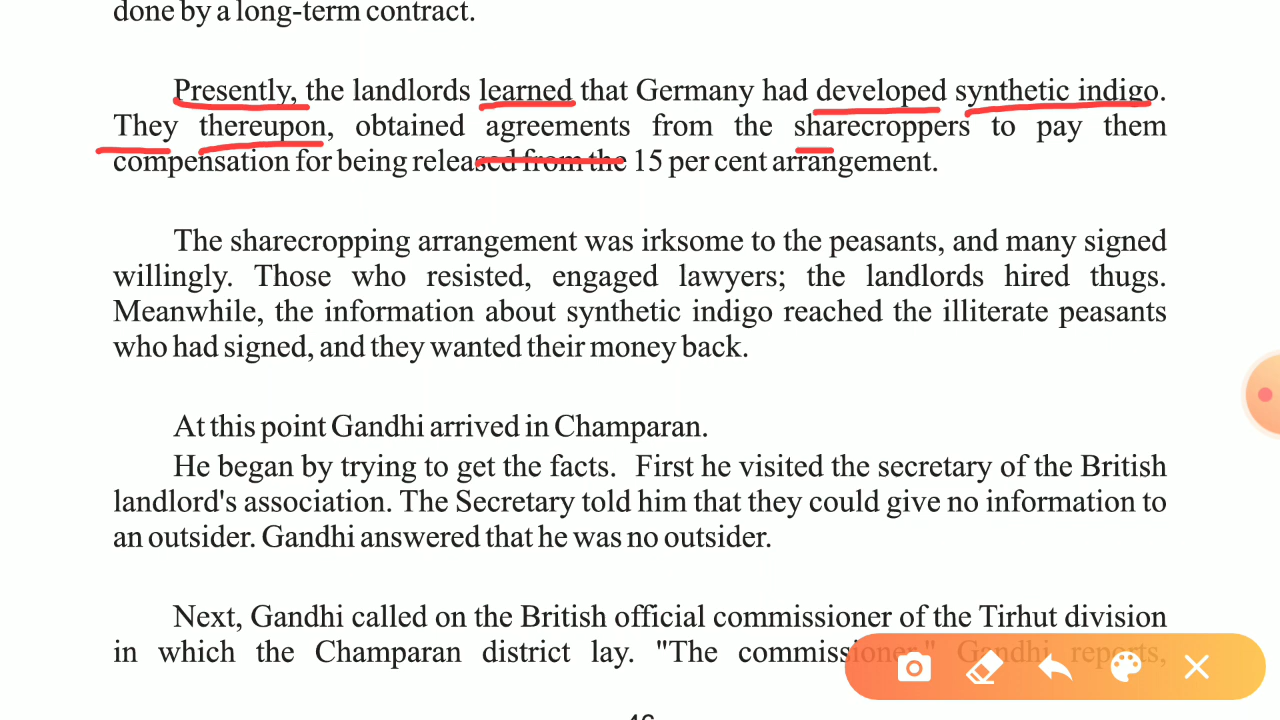 done by a long-term contract.
Presently, the landlords learned that Germany had developed synthetic indigo.
They thereupon, obtained agreements from the sharecroppers to pay them
compensation for being released from the 15 per cent arrangement.
The sharecropping arrangement was irksome to the peasants, and many signed
willingly. Those who resisted, engaged lawyers; the landlords hired thugs.
Meanwhile, the information about synthetic indigo reached the illiterate peasants
who had signed, and they wanted their money back.
At this point Gandhi arrived in Champaran.
He began by trying to get the facts. First he visited the secretary of the British
landlord's association. The Secretary told him that they could give no information to
an outsider. Gandhi answered that he was no outsider.
Next, Gandhi called on the British official commissioner of the Tirhut division
in which the Champaran district lay. "The commissioner," Gandhi reports,